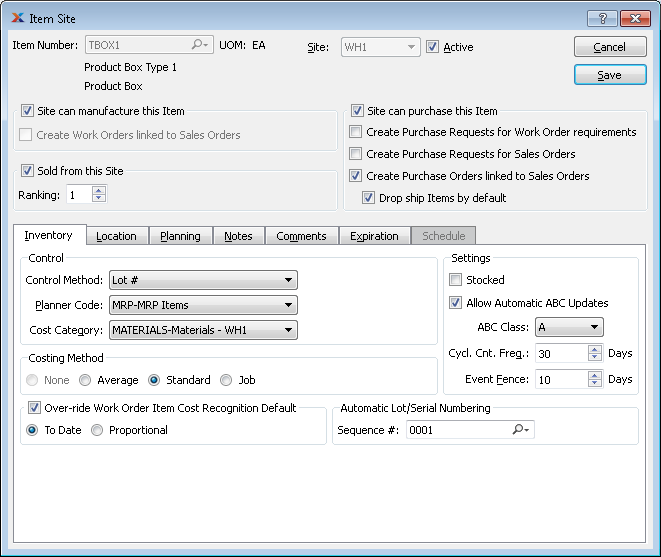 Item Site
Item Number: TBOX1 UOM: EA Site: WH1 Active
Cancel
Product Box Type 1
Product Box
Save
Site can manufacture this Item
Create Work Orders linked to Sales Orders
Sold from this Site
Ranking: 1
Site can purchase this Item
Create Purchase Requests for Work Order requirements
Create Purchase Requests for Sales Orders
Create Purchase Orders linked to Sales Orders
Drop ship Items by default
Inventory Location Planning Notes Comments Expiration Schedule
Control
Control Method: Lot #
Planner Code: MRP-MRP Items
Cost Category: MATERIALS-Materials - WH1
Costing Method
None Average Standard Job
Settings
Stocked
Allow Automatic ABC Updates
ABC Class: A
Cycl. Cnt. Freq.: 30 Days
Event Fence: 10 Days
Over-ride Work Order Item Cost Recognition Default
To Date Proportional
Automatic Lot/Serial Numbering
Sequence #: 0001